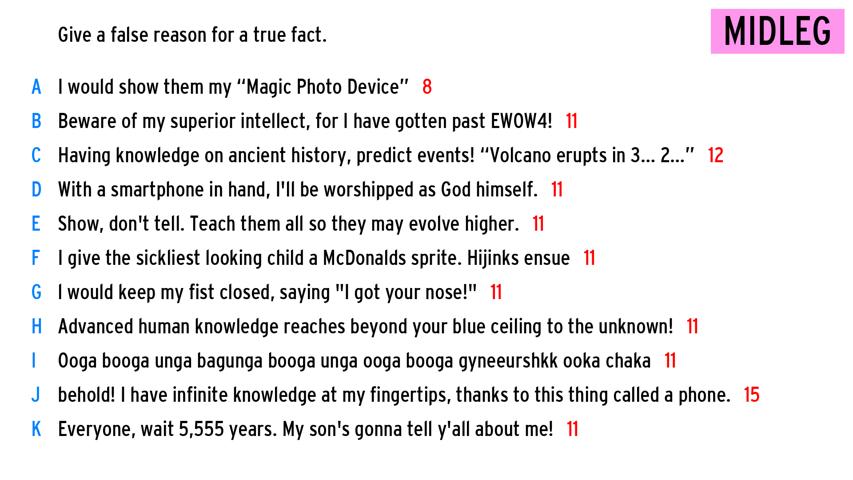 Give a false reason for a true fact.
MIDLEG
A I would show them my “Magic Photo Device” 8
B Beware of my superior intellect, for I have gotten past EWOW4! 11
C Having knowledge on ancient history, predict events! “Volcano erupts in 3... 2...” 12
D With a smartphone in hand, I'll be worshipped as God himself. 11
E Show, don't tell. Teach them all so they may evolve higher. 11
F I give the sickliest looking child a McDonalds sprite. Hijinks ensue 11
G I would keep my fist closed, saying "I got your nose!" 11
H Advanced human knowledge reaches beyond your blue ceiling to the unknown! 11
I Ooga booga unga bagunga booga unga ooga booga gyneeurshkk ooka chaka 11
J behold! I have infinite knowledge at my fingertips, thanks to this thing called a phone. 15
K Everyone, wait 5,555 years. My son's gonna tell y'all about me! 11